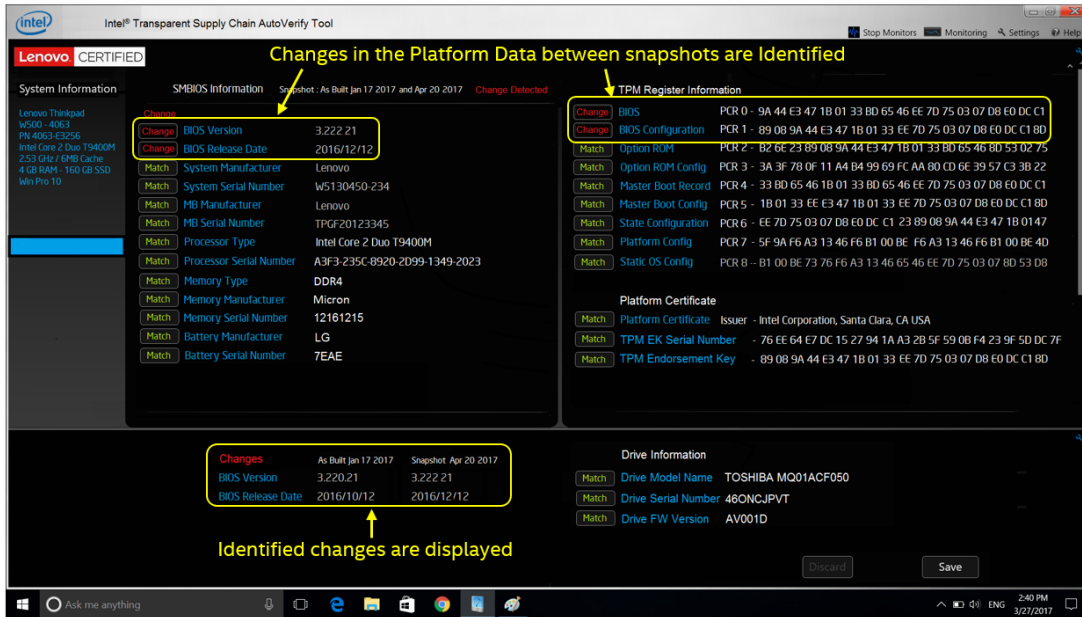 intel
Intel® Transparent Supply Chain AutoVerify Tool
Stop Monitors Monitoring Settings Help
Lenovo. CERTIFIED
Changes in the Platform Data between snapshots are Identified
System Information
Lenovo Thinkpad
W500 - 4063
PN 4063-E3256
Intel Core 2 Duo T9400M
2.53 GHz / 6MB Cache
4 GB RAM - 160 GB SSD
Win Pro 10
SMBIOS Information Snapshot : As Built Jan 17 2017 and Apr 20 2017 Change Detected
Change
Change BIOS Version 3.222 21
Change BIOS Release Date 2016/12/12
Match System Manufacturer Lenovo
Match System Serial Number W5130450-234
Match MB Manufacturer Lenovo
Match MB Serial Number TPGF20123345
Match Processor Type Intel Core 2 Duo T9400M
Match Processor Serial Number A3F3-235C-8920-2D99-1349-2023
Match Memory Type DDR4
Match Memory Manufacturer Micron
Match Memory Serial Number 12161215
Match Battery Manufacturer LG
Match Battery Serial Number 7EAE
TPM Register Information
Change BIOS PCR 0 - 9A 44 E3 47 1B 01 33 BD 65 46 EE 7D 75 03 07 D8 E0 DC C1
Change BIOS Configuration PCR 1 - 89 08 9A 44 E3 47 1B 01 33 EE 7D 75 03 07 D8 E0 DC C1 8D
Match Option ROM PCR 2 - B2 6E 23 89 08 9A 44 E3 47 1B 01 33 BD 65 46 8D 53 02 75
Match Option ROM Config PCR 3 - 3A 3F 78 0F 11 A4 B4 99 69 FC AA 80 CD 6E 39 57 C3 3B 22
Match Master Boot Record PCR 4 - 33 BD 65 46 1B 01 33 BD 65 46 EE 7D 75 03 07 D8 E0 DC C1
Match Master Boot Config PCR 5 - 1B 01 33 EE E3 47 1B 01 33 EE 7D 75 03 07 D8 E0 DC C1 8D
Match State Configuration PCR 6 - EE 7D 75 03 07 D8 E0 DC C1 23 89 08 9A 44 E3 47 1B 0147
Match Platform Config PCR 7 - 5F 9A F6 A3 13 46 F6 B1 00 BE F6 A3 13 46 F6 B1 00 BE 4D
Match Static OS Config PCR 8 -- B1 00 BE 73 76 F6 A3 13 46 65 46 EE 7D 75 03 07 8D 53 D8
Platform Certificate
Match Platform Certificate Issuer - Intel Corporation, Santa Clara, CA USA
Match TPM EK Serial Number - 76 EE 64 E7 DC 15 27 94 1A A3 2B 5F 59 0B F4 23 9F 5D DC 7F
Match TPM Endorsement Key - 89 08 9A 44 E3 47 1B 01 33 EE 7D 75 03 07 D8 E0 DC C1 8D
Changes As Built Jan 17 2017 Snapshot Apr 20 2017
BIOS Version 3.220.21 3.222 21
BIOS Release Date 2016/10/12 2016/12/12
Identified changes are displayed
Drive Information
Match Drive Model Name TOSHIBA MQ01ACF050
Match Drive Serial Number 46ONCJPVT
Match Drive FW Version AV001D
Discard Save
Ask me anything
ENG
2:40 PM
3/27/2017